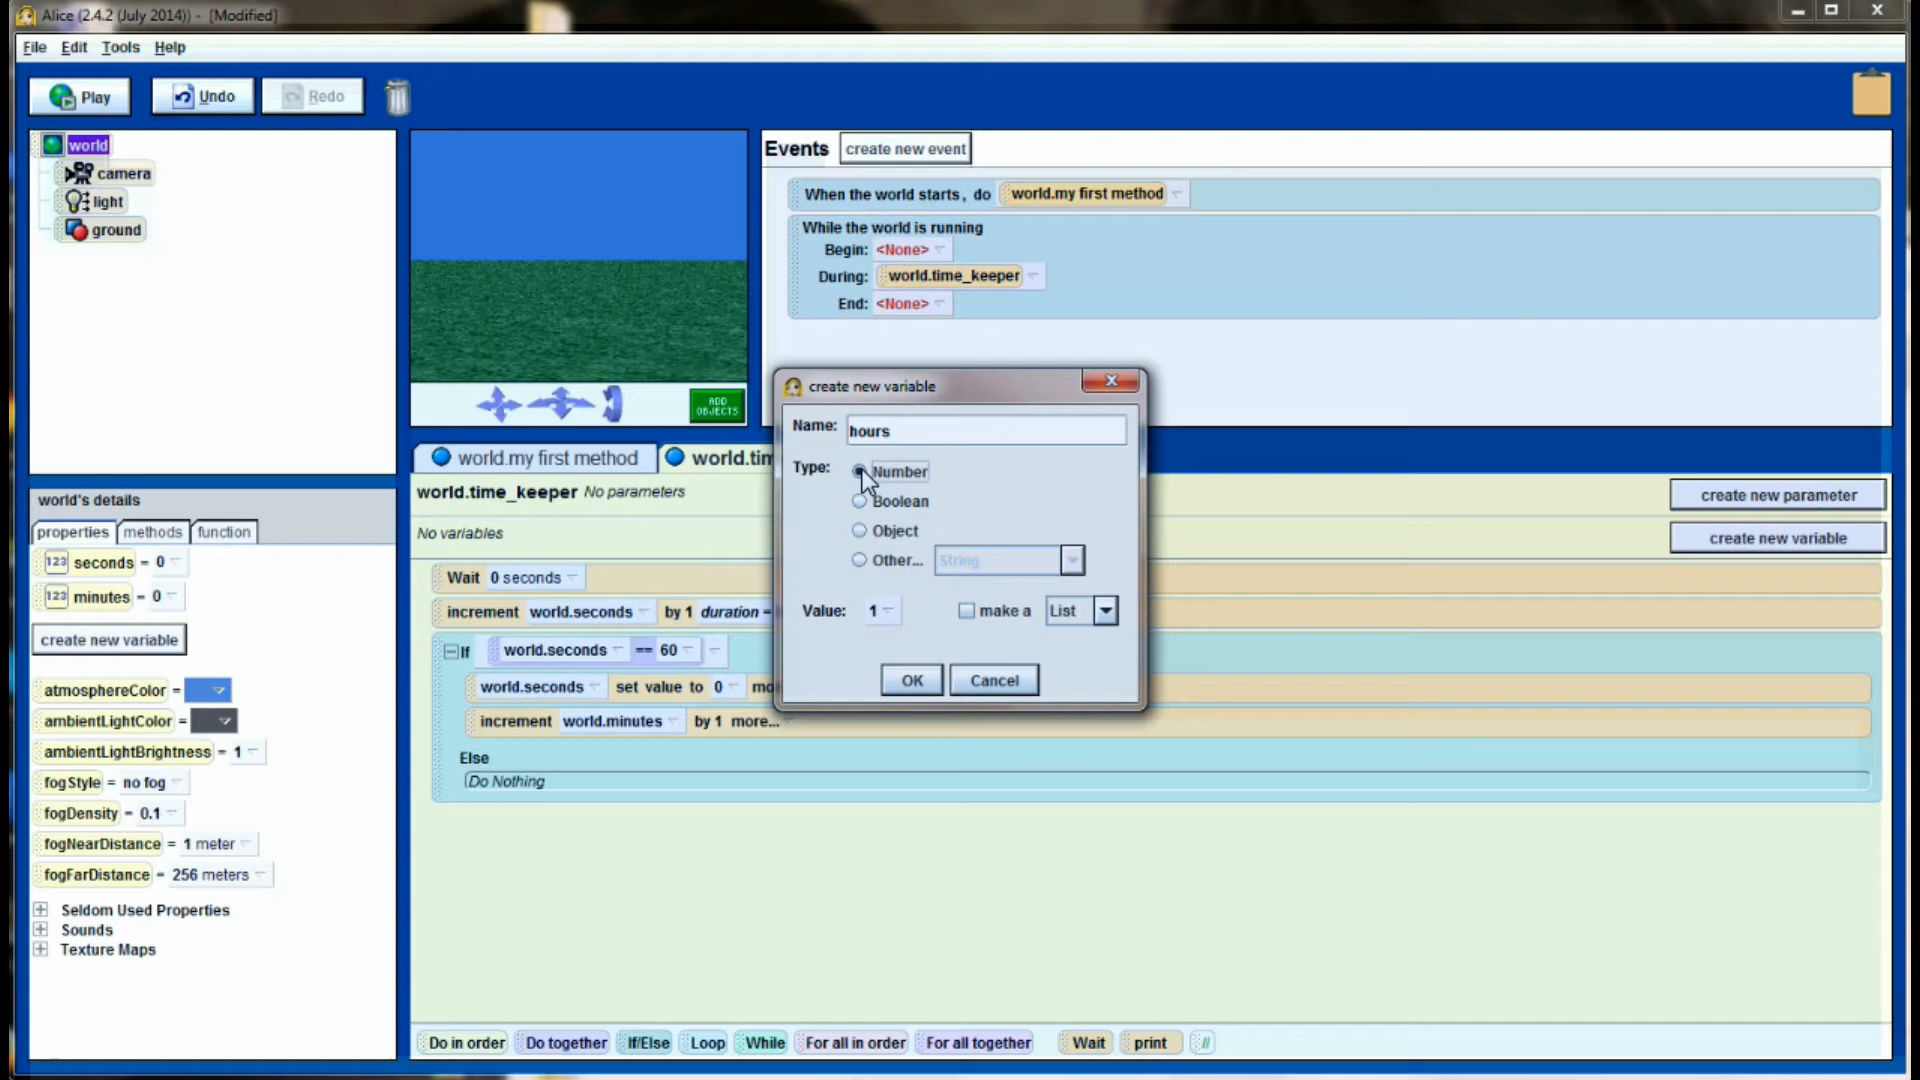 Alice (2.4.2 (July 2014)) - [Modified]
File Edit Tools Help
Play Undo Redo
world
camera
light
ground
ADD OBJECTS
Events create new event
When the world starts, do world.my first method
While the world is running
Begin: <None>
During: world.time_keeper
End: <None>
create new variable
Name: hours
Type: Number
Boolean
Object
Other... String
Value: 1 make a List
OK Cancel
world's details
properties methods function
123 seconds = 0
123 minutes = 0
create new variable
atmosphereColor =
ambientLightColor =
ambientLightBrightness = 1
fogStyle = no fog
fogDensity = 0.1
fogNearDistance = 1 meter
fogFarDistance = 256 meters
Seldom Used Properties
Sounds
Texture Maps
world.my first method world.tim
world.time_keeper No parameters create new parameter
No variables create new variable
Wait 0 seconds
increment world.seconds by 1 duration =
If world.seconds == 60
world.seconds set value to 0 mo
increment world.minutes by 1 more...
Else
(Do Nothing
Do in order Do together If/Else Loop While For all in order For all together Wait print //